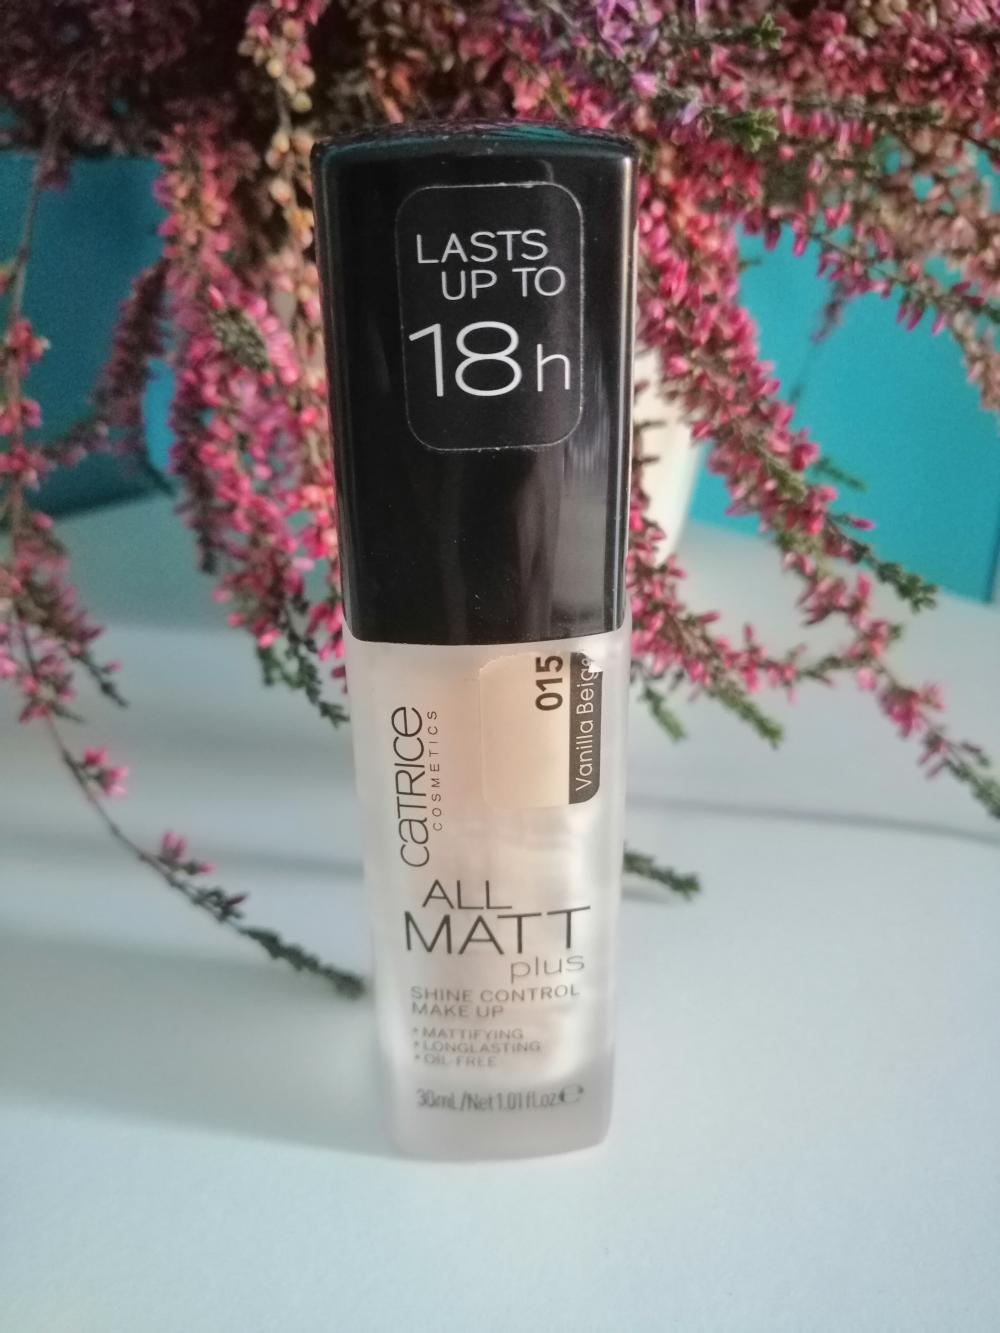 LASTS
UP TO
18h
015
Vanilla Beige
CATRICE
COSMETICS
ALL
MATT
plus
SHINE CONTROL
MAKE UP
* MATTIFYING
* LONGLASTING
* OIL-FREE
30mL/Net 1.01 fl.oz.℮